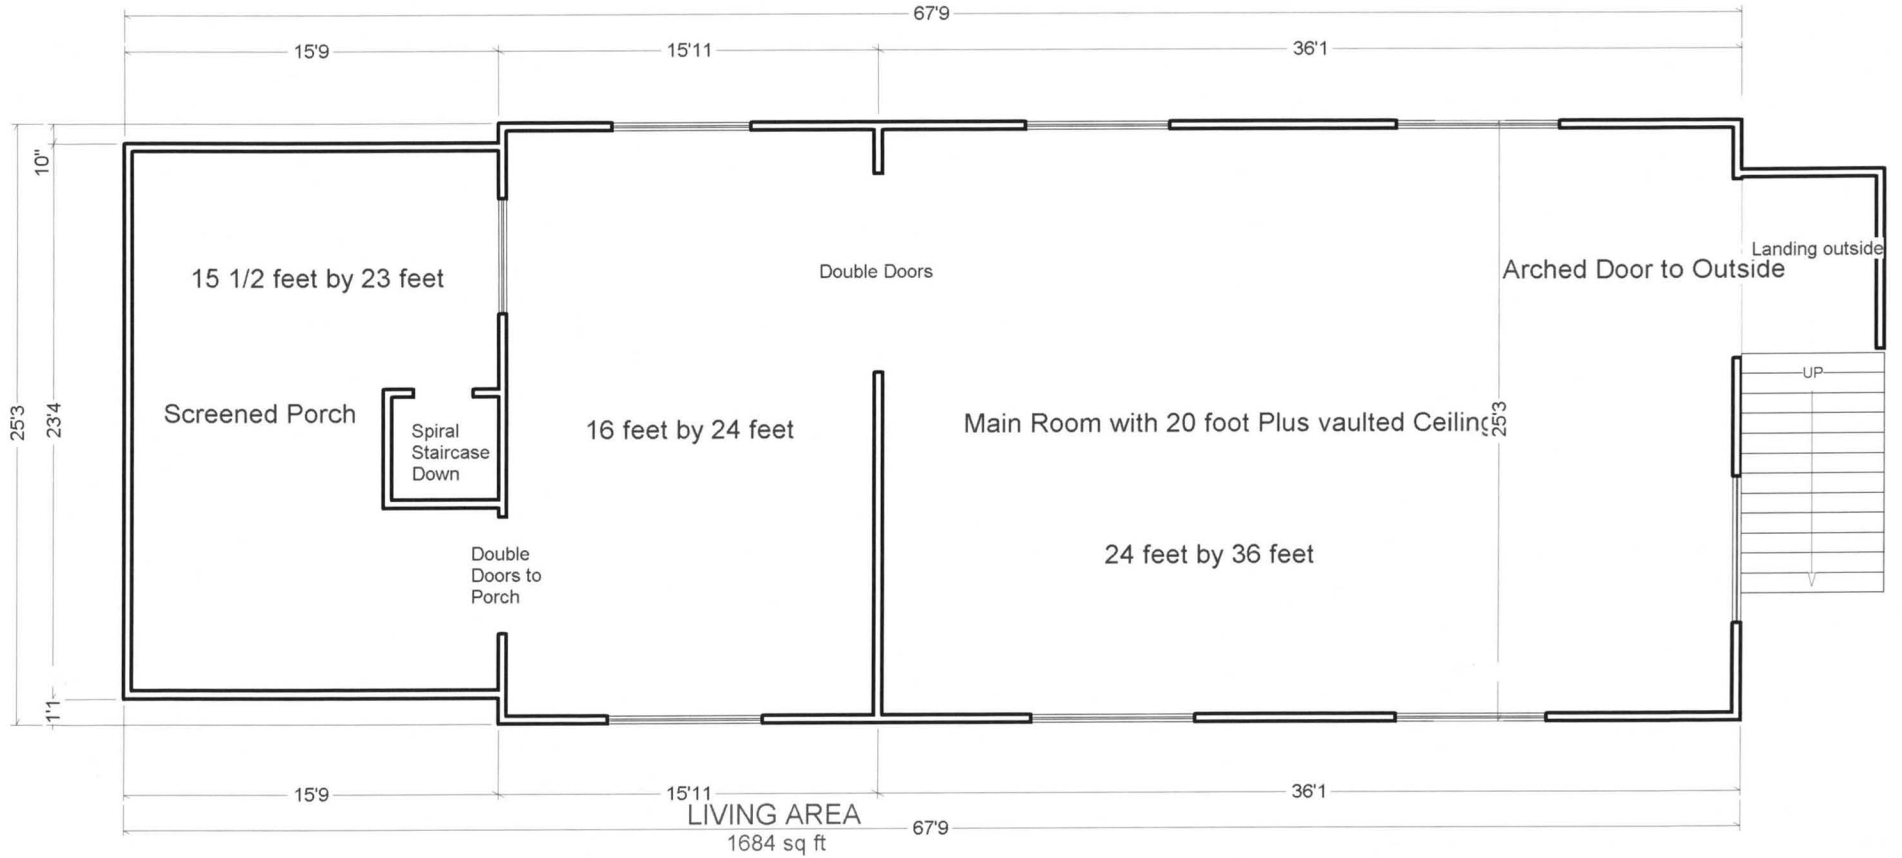 67'9
15'9
15'11
36'1
10"
25'3
23'4
1'1
15 1/2 feet by 23 feet
Screened Porch
Spiral
Staircase
Down
Double
Doors to
Porch
16 feet by 24 feet
Double Doors
Main Room with 20 foot Plus vaulted Ceiling
25'3
24 feet by 36 feet
Arched Door to Outside
Landing outside
UP
15'9
15'11
36'1
LIVING AREA
1684 sq ft
67'9